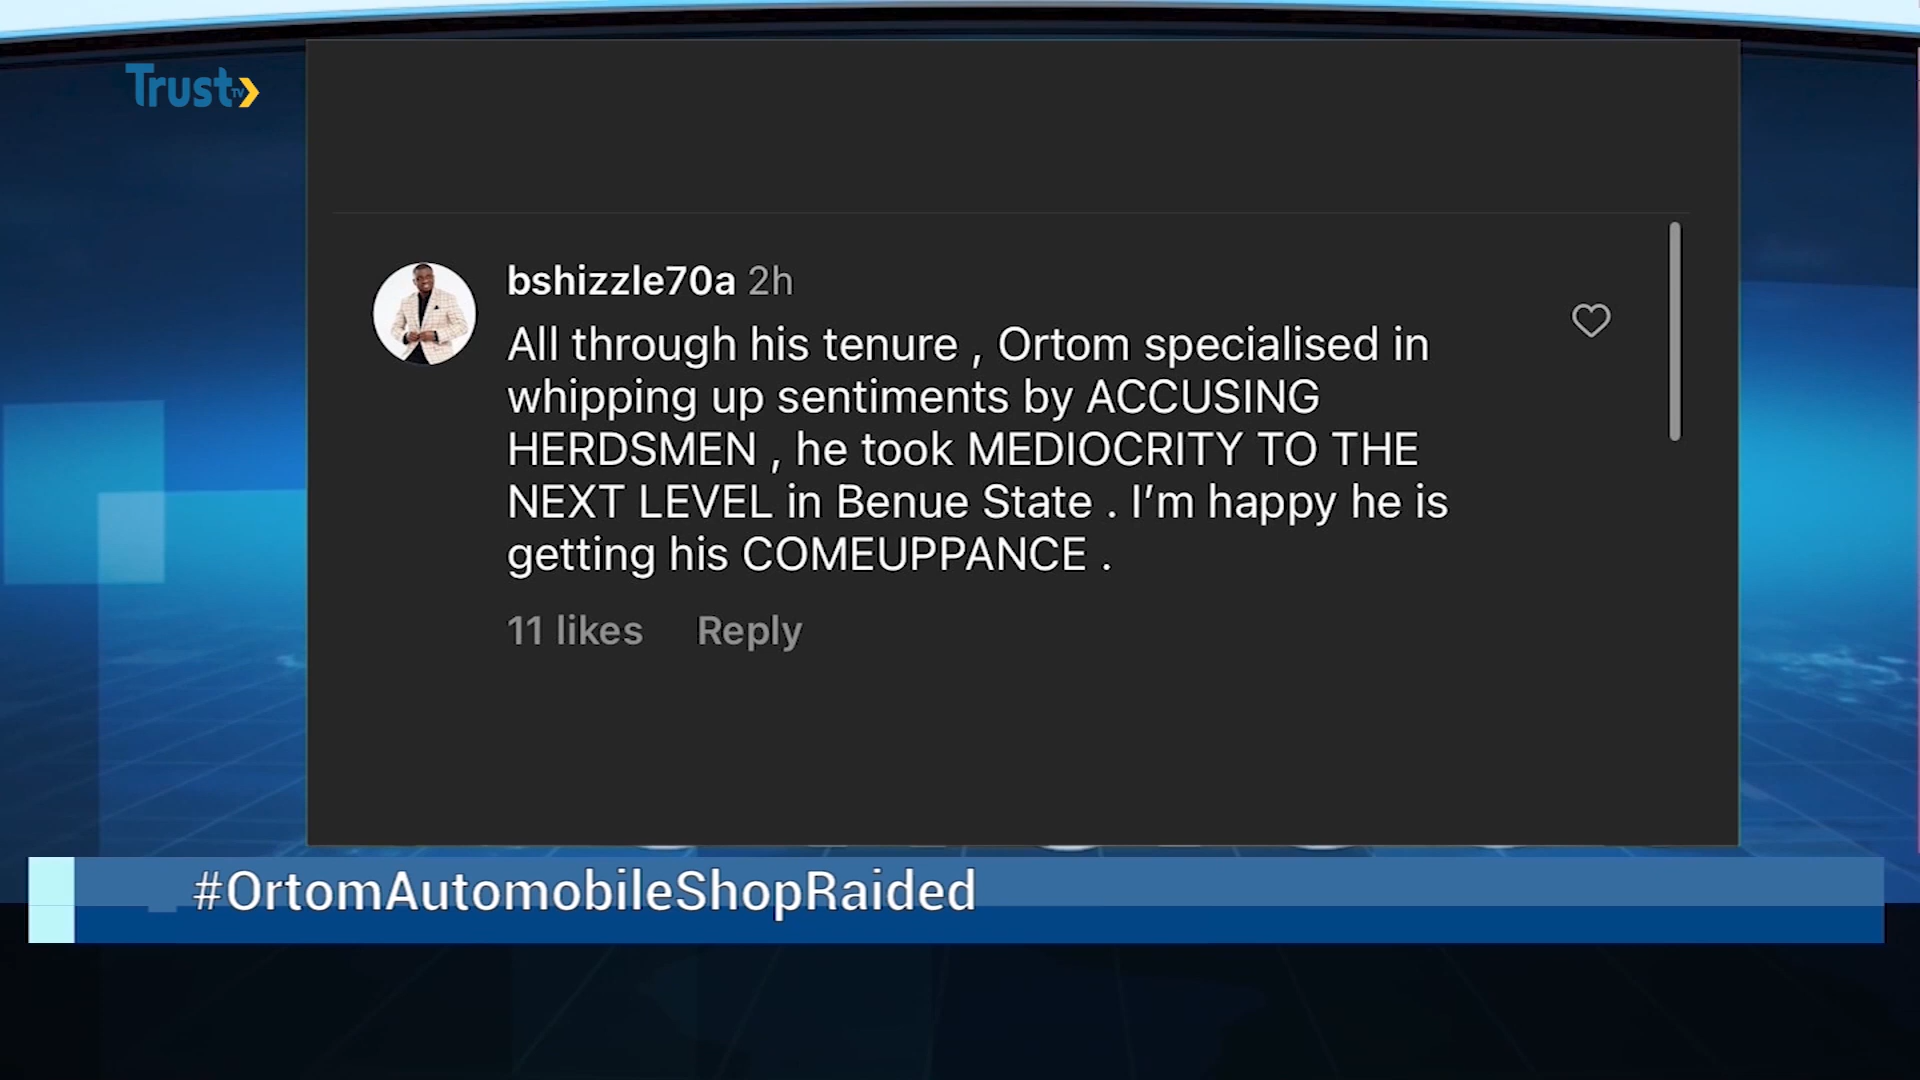 Trust TV
bshizzle70a 2h
All through his tenure , Ortom specialised in
whipping up sentiments by ACCUSING
HERDSMEN , he took MEDIOCRITY TO THE
NEXT LEVEL in Benue State . I’m happy he is
getting his COMEUPPANCE .
11 likes Reply
#OrtomAutomobileShopRaided